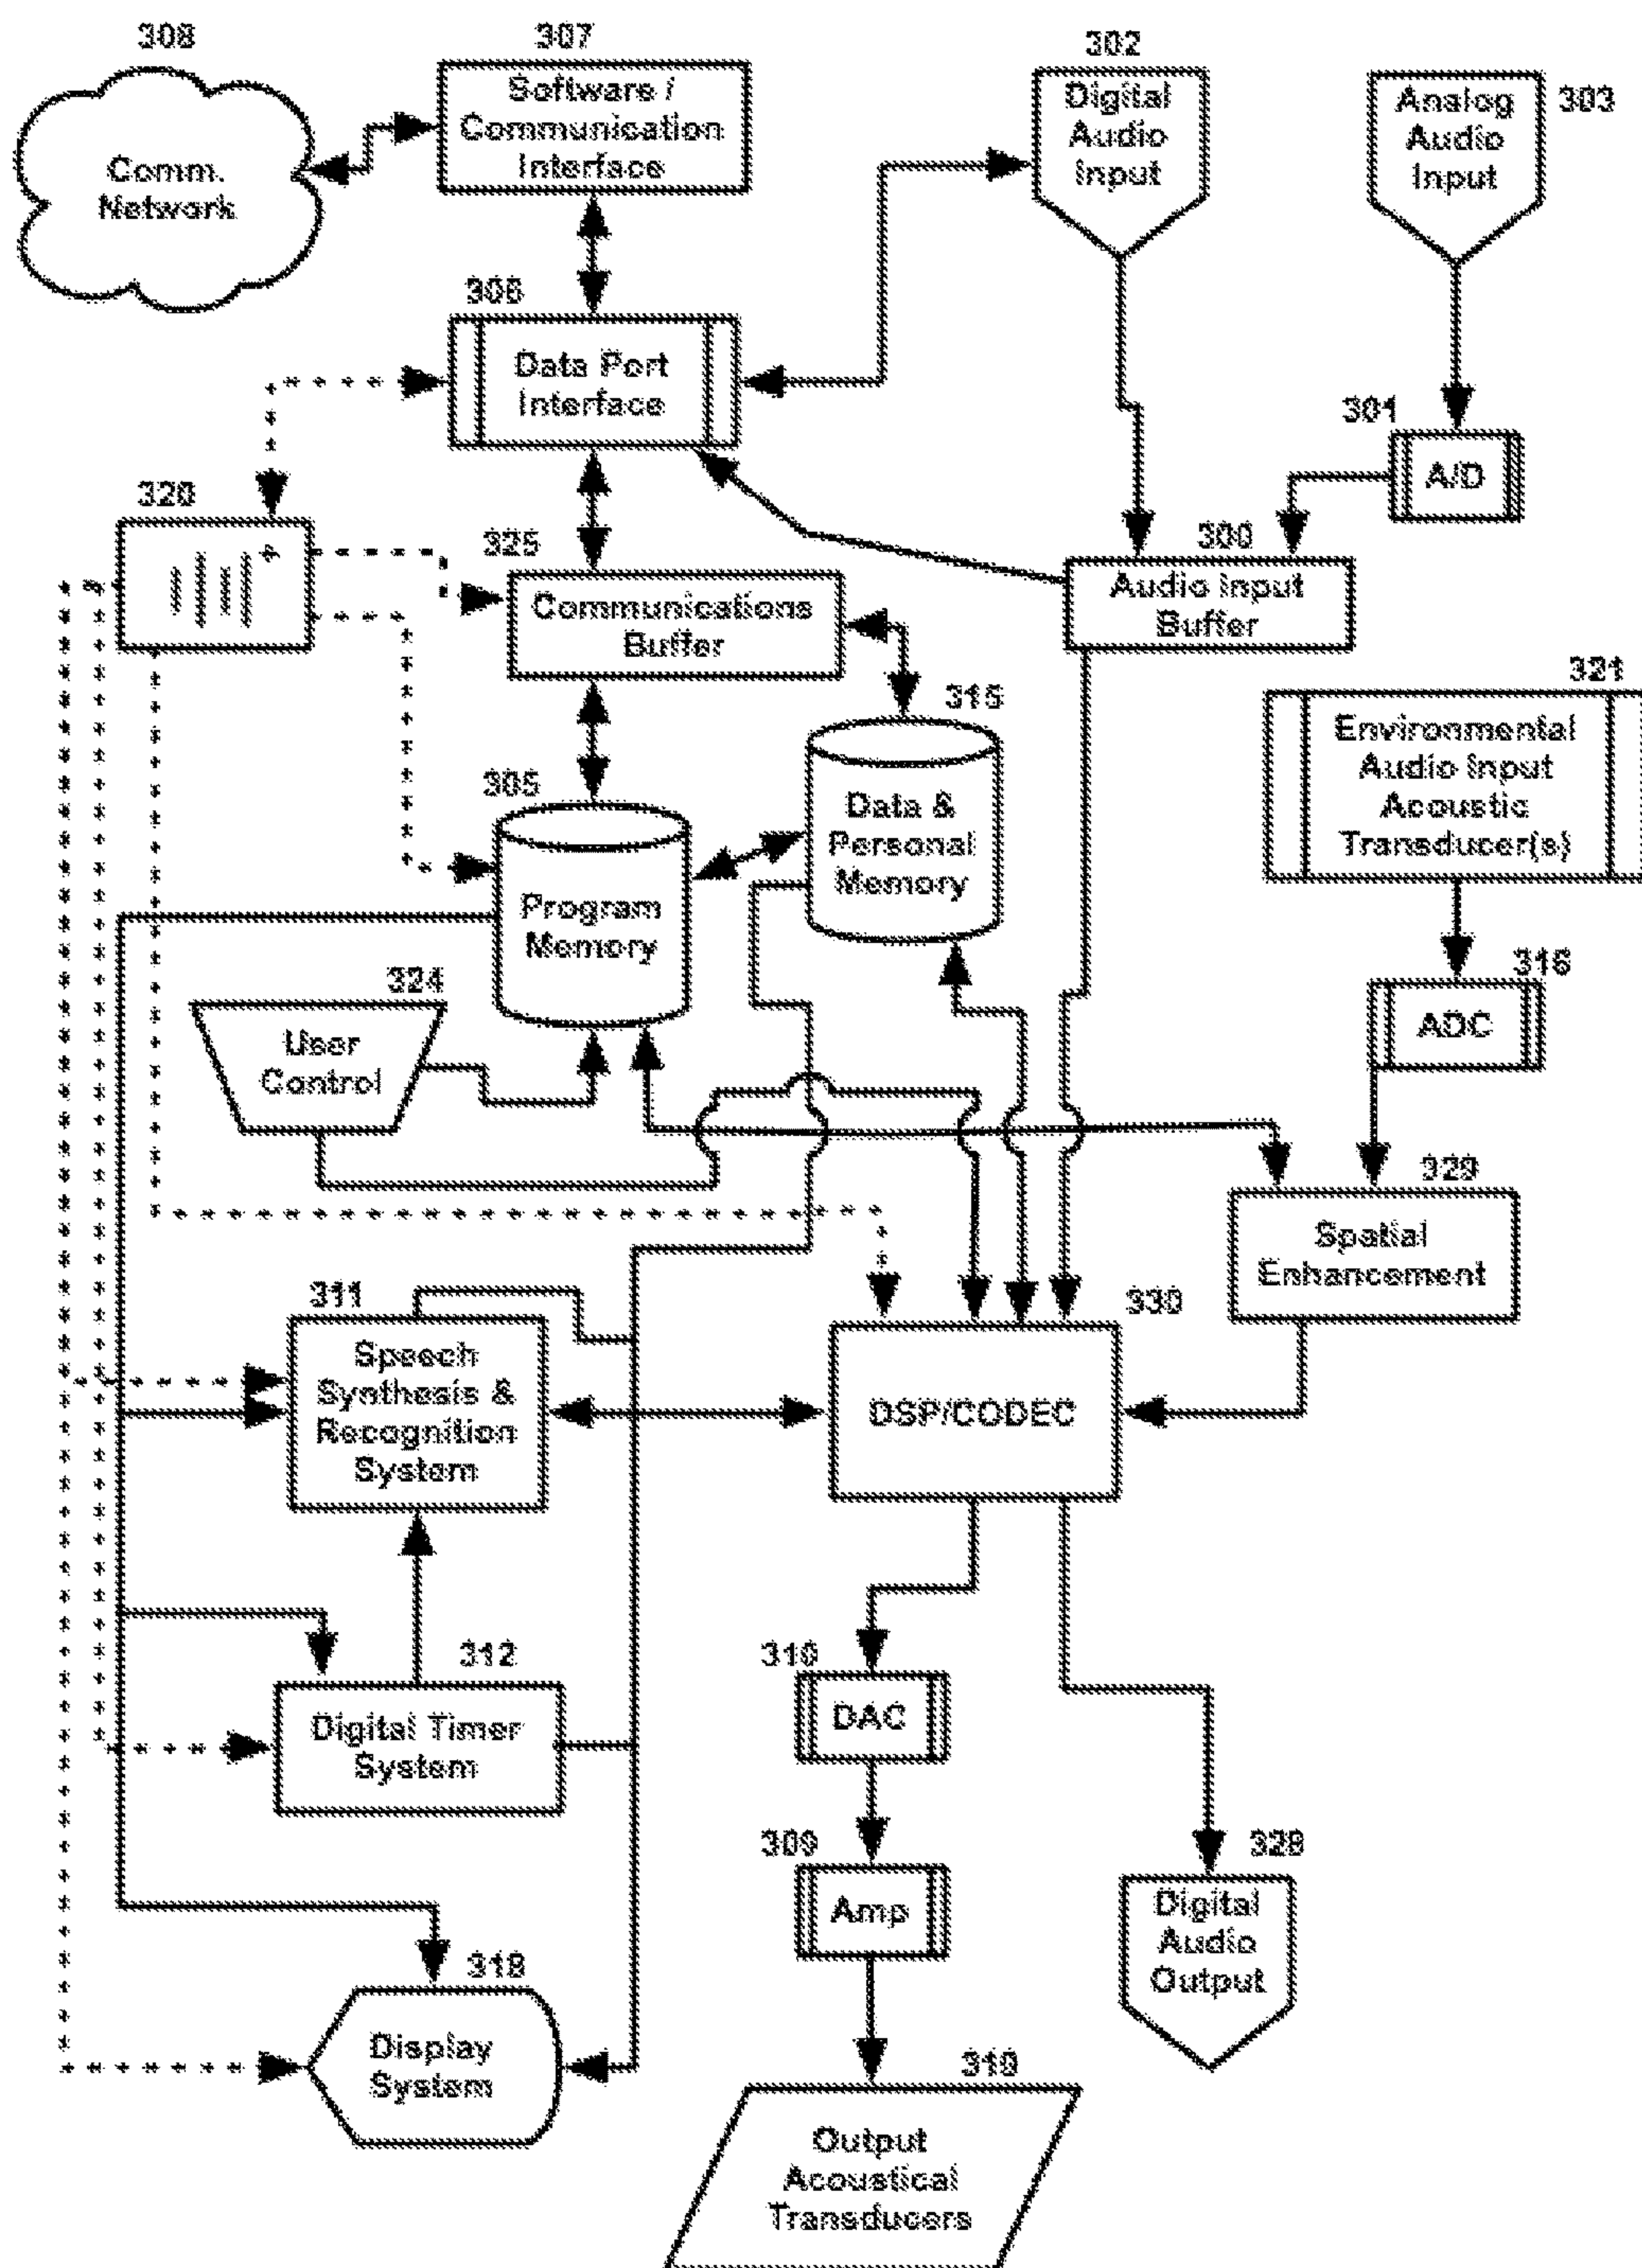 308
307
302
303
Software /
Communication
Interface
Digital
Audio
Input
Analog
Audio
Input
Comm.
Network
306
Data Port
Interface
301
A/D
320
325
300
Communications
Buffer
Audio Input
Buffer
315
321
Environmental
Audio Input
Acoustic
Transducer(s)
305
Data &
Personal
Memory
Program
Memory
324
316
User
Control
ADC
329
Spatial
Enhancement
311
330
Speech
Synthesis &
Recognition
System
DSP/CODEC
312
310
Digital Timer
System
DAC
309
328
Amp
Digital
Audio
Output
318
Display
System
319
Output
Acoustical
Transducers